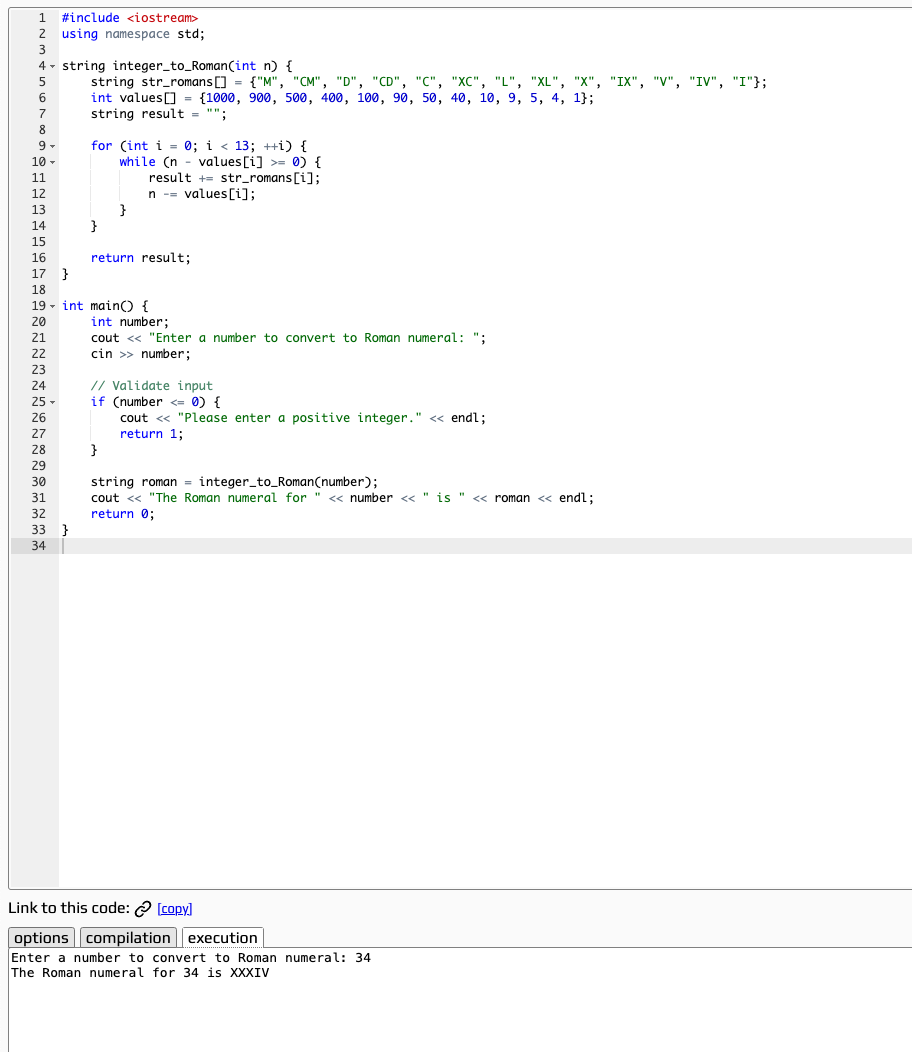 1 #include <iostream>
2 using namespace std;
3
4 string integer_to_Roman(int n) {
5     string str_romans[] = {"M", "CM", "D", "CD", "C", "XC", "L", "XL", "X", "IX", "V", "IV", "I"};
6     int values[] = {1000, 900, 500, 400, 100, 90, 50, 40, 10, 9, 5, 4, 1};
7     string result = "";
8
9     for (int i = 0; i < 13; ++i) {
10         while (n - values[i] >= 0) {
11             result += str_romans[i];
12             n -= values[i];
13         }
14     }
15
16     return result;
17 }
18
19 int main() {
20     int number;
21     cout << "Enter a number to convert to Roman numeral: ";
22     cin >> number;
23
24     // Validate input
25     if (number <= 0) {
26         cout << "Please enter a positive integer." << endl;
27         return 1;
28     }
29
30     string roman = integer_to_Roman(number);
31     cout << "The Roman numeral for " << number << " is " << roman << endl;
32     return 0;
33 }
34
Link to this code: [copy]
options compilation execution
Enter a number to convert to Roman numeral: 34
The Roman numeral for 34 is XXXIV